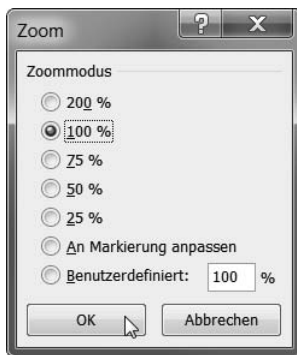 Zoom
Zoommodus
200 %
100 %
75 %
50 %
25 %
An Markierung anpassen
Benutzerdefiniert: 100 %
OK Abbrechen